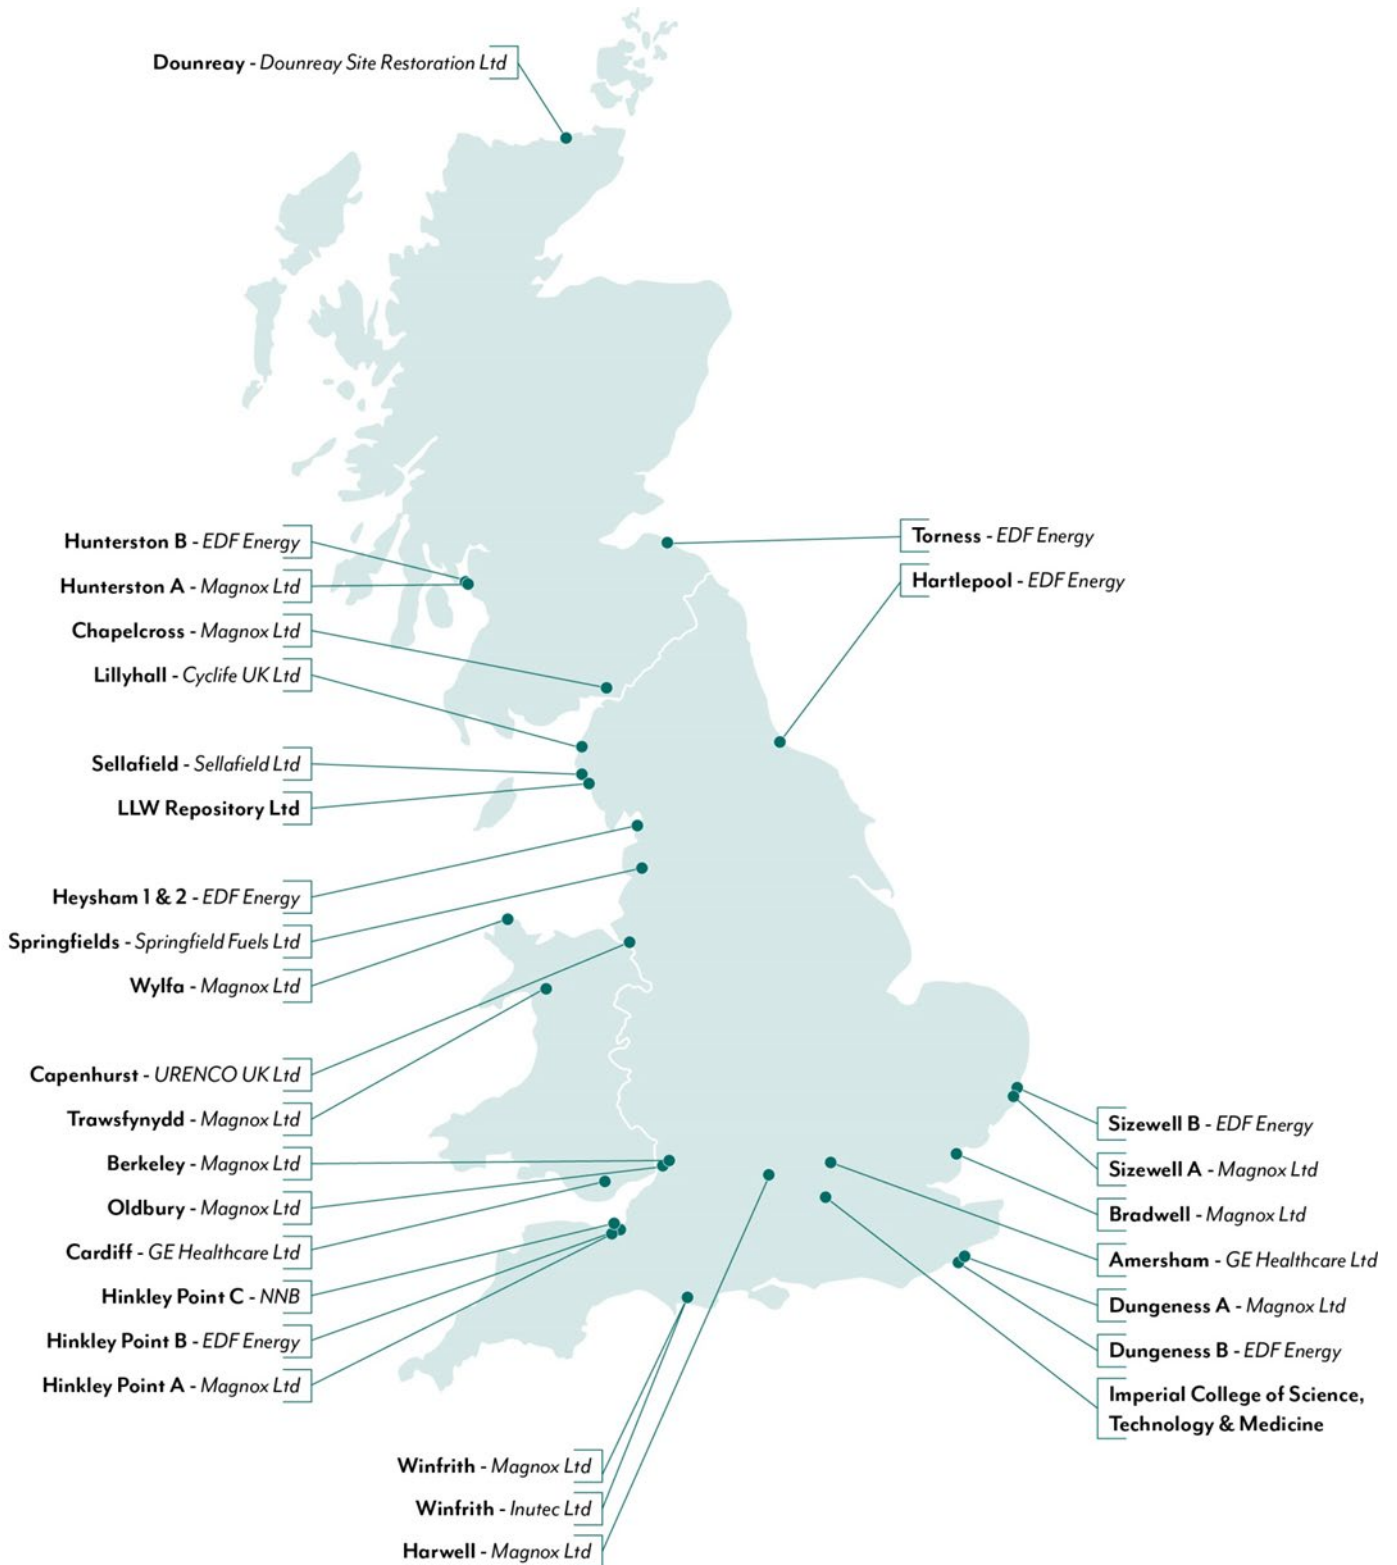 Dounreay - Dounreay Site Restoration Ltd
Hunterston B - EDF Energy
Hunterston A - Magnox Ltd
Chapelcross - Magnox Ltd
Lillyhall - Cyclife UK Ltd
Sellafield - Sellafield Ltd
LLW Repository Ltd
Heysham 1 & 2 - EDF Energy
Springfields - Springfield Fuels Ltd
Wylfa - Magnox Ltd
Capenhurst - URENCO UK Ltd
Trawsfynydd - Magnox Ltd
Berkeley - Magnox Ltd
Oldbury - Magnox Ltd
Cardiff - GE Healthcare Ltd
Hinkley Point C - NNB
Hinkley Point B - EDF Energy
Hinkley Point A - Magnox Ltd
Winfrith - Magnox Ltd
Winfrith - Inutec Ltd
Harwell - Magnox Ltd
Torness - EDF Energy
Hartlepool - EDF Energy
Sizewell B - EDF Energy
Sizewell A - Magnox Ltd
Bradwell - Magnox Ltd
Amersham - GE Healthcare Ltd
Dungeness A - Magnox Ltd
Dungeness B - EDF Energy
Imperial College of Science,
Technology & Medicine